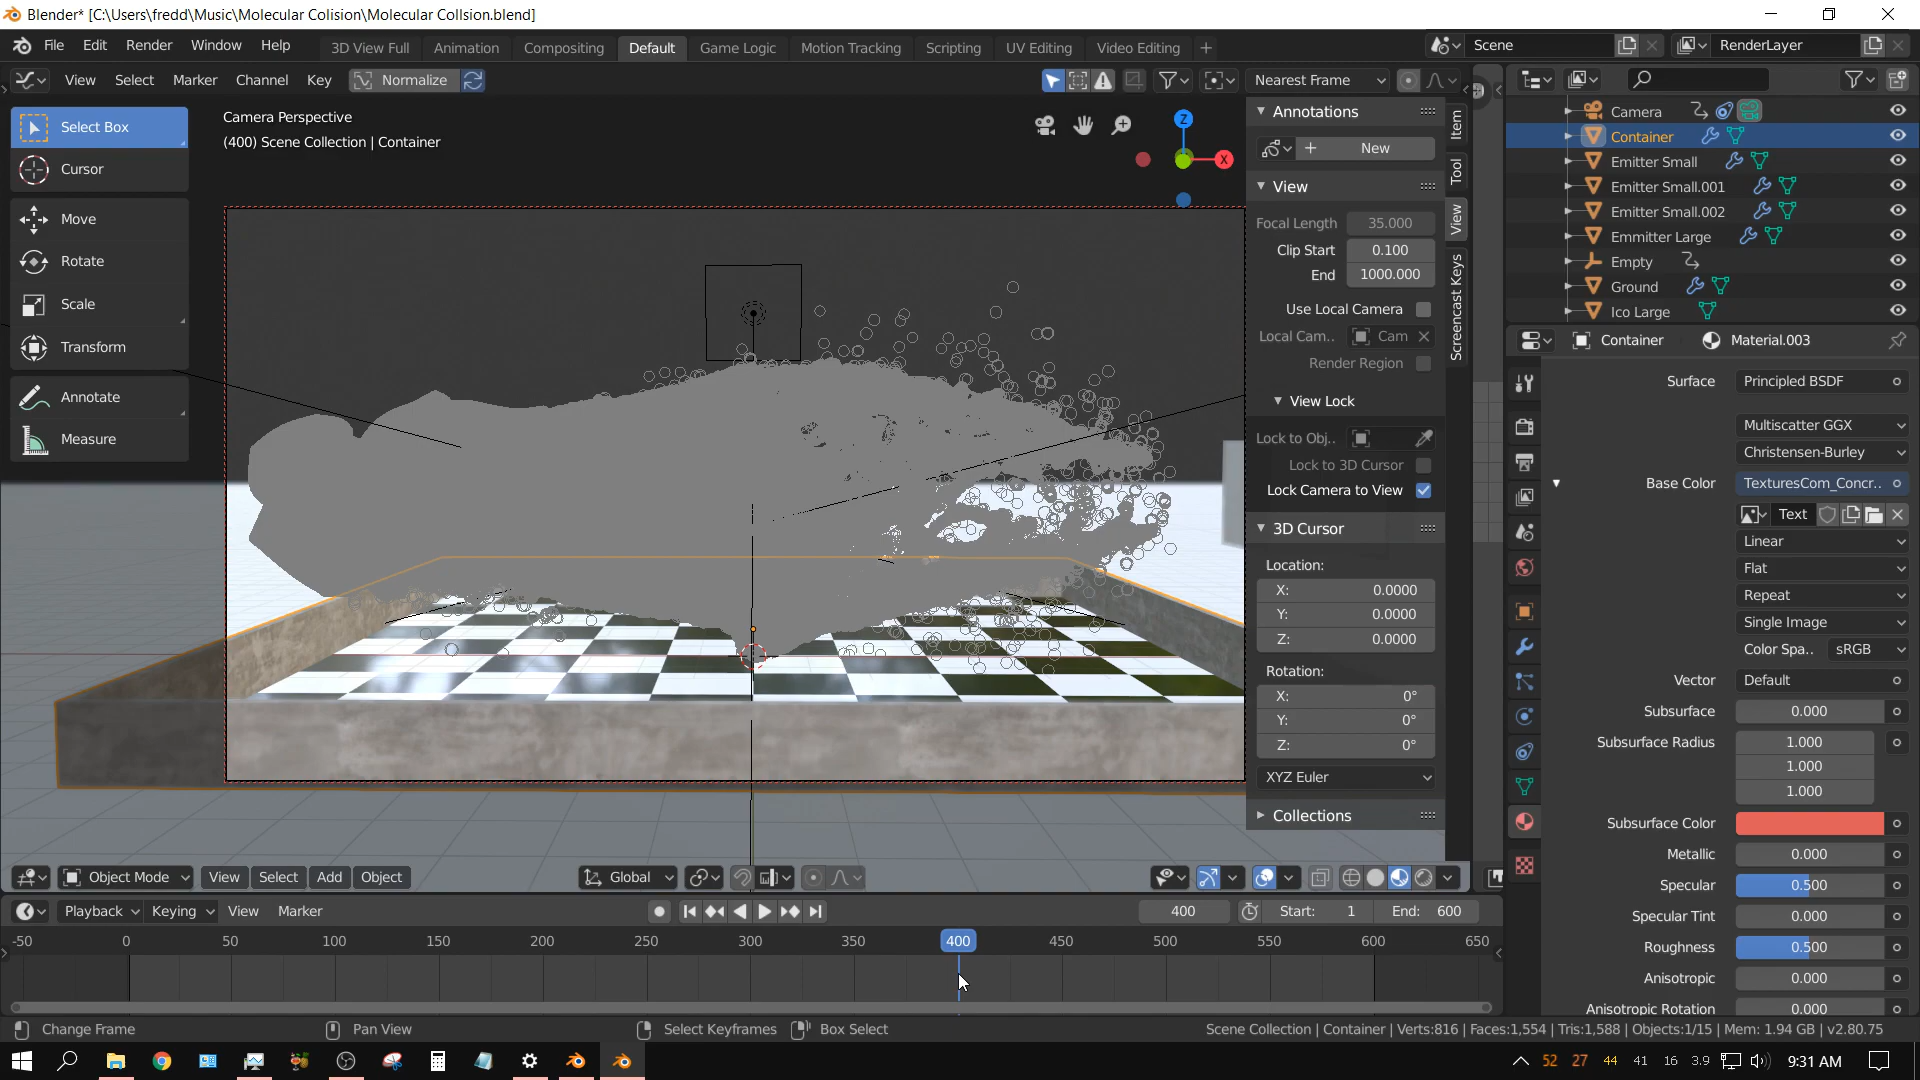 Blender* [C:\Users\fredd\Music\Molecular Colision\Molecular Collsion.blend]
File Edit Render Window Help 3D View Full Animation Compositing Default Game Logic Motion Tracking Scripting UV Editing Video Editing + Scene RenderLayer
View Select Marker Channel Key Normalize Nearest Frame
Select Box
Cursor
Move
Rotate
Scale
Transform
Annotate
Measure
Camera Perspective
(400) Scene Collection | Container
Z
X
Annotations
New
View
Focal Length 35.000
Clip Start 0.100
End 1000.000
Use Local Camera
Local Cam.. Cam
Render Region
View Lock
Lock to Obj..
Lock to 3D Cursor
Lock Camera to View
3D Cursor
Location:
X: 0.0000
Y: 0.0000
Z: 0.0000
Rotation:
X: 0°
Y: 0°
Z: 0°
XYZ Euler
Collections
Item
Tool
View
Screencast Keys
Camera
Container
Emitter Small
Emitter Small.001
Emitter Small.002
Emmitter Large
Empty
Ground
Ico Large
Container Material.003
Surface Principled BSDF
Multiscatter GGX
Christensen-Burley
Base Color TexturesCom_Concr..
Text
Linear
Flat
Repeat
Single Image
Color Spa.. sRGB
Vector Default
Subsurface 0.000
Subsurface Radius 1.000
1.000
1.000
Subsurface Color
Metallic 0.000
Specular 0.500
Specular Tint 0.000
Roughness 0.500
Anisotropic 0.000
Anisotropic Rotation 0.000
Object Mode View Select Add Object Global
Playback Keying View Marker 400 Start: 1 End: 600
-50 0 50 100 150 200 250 300 350 400 450 500 550 600 650
Change Frame Pan View Select Keyframes Box Select Scene Collection | Container | Verts:816 | Faces:1,554 | Tris:1,588 | Objects:1/15 | Mem: 1.94 GB | v2.80.75
52 27 44 41 16 3.9 9:31 AM